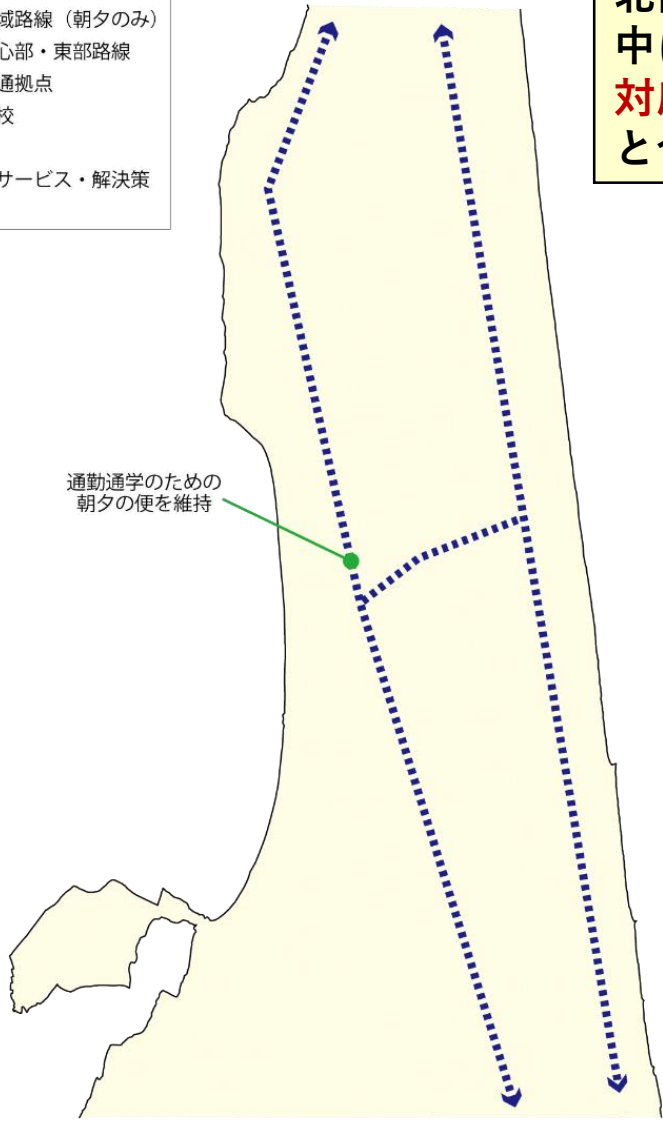 域路線（朝夕のみ）
心部・東部路線
通拠点
校
サービス・解決策
中
対
と
通勤通学のための
朝夕の便を維持